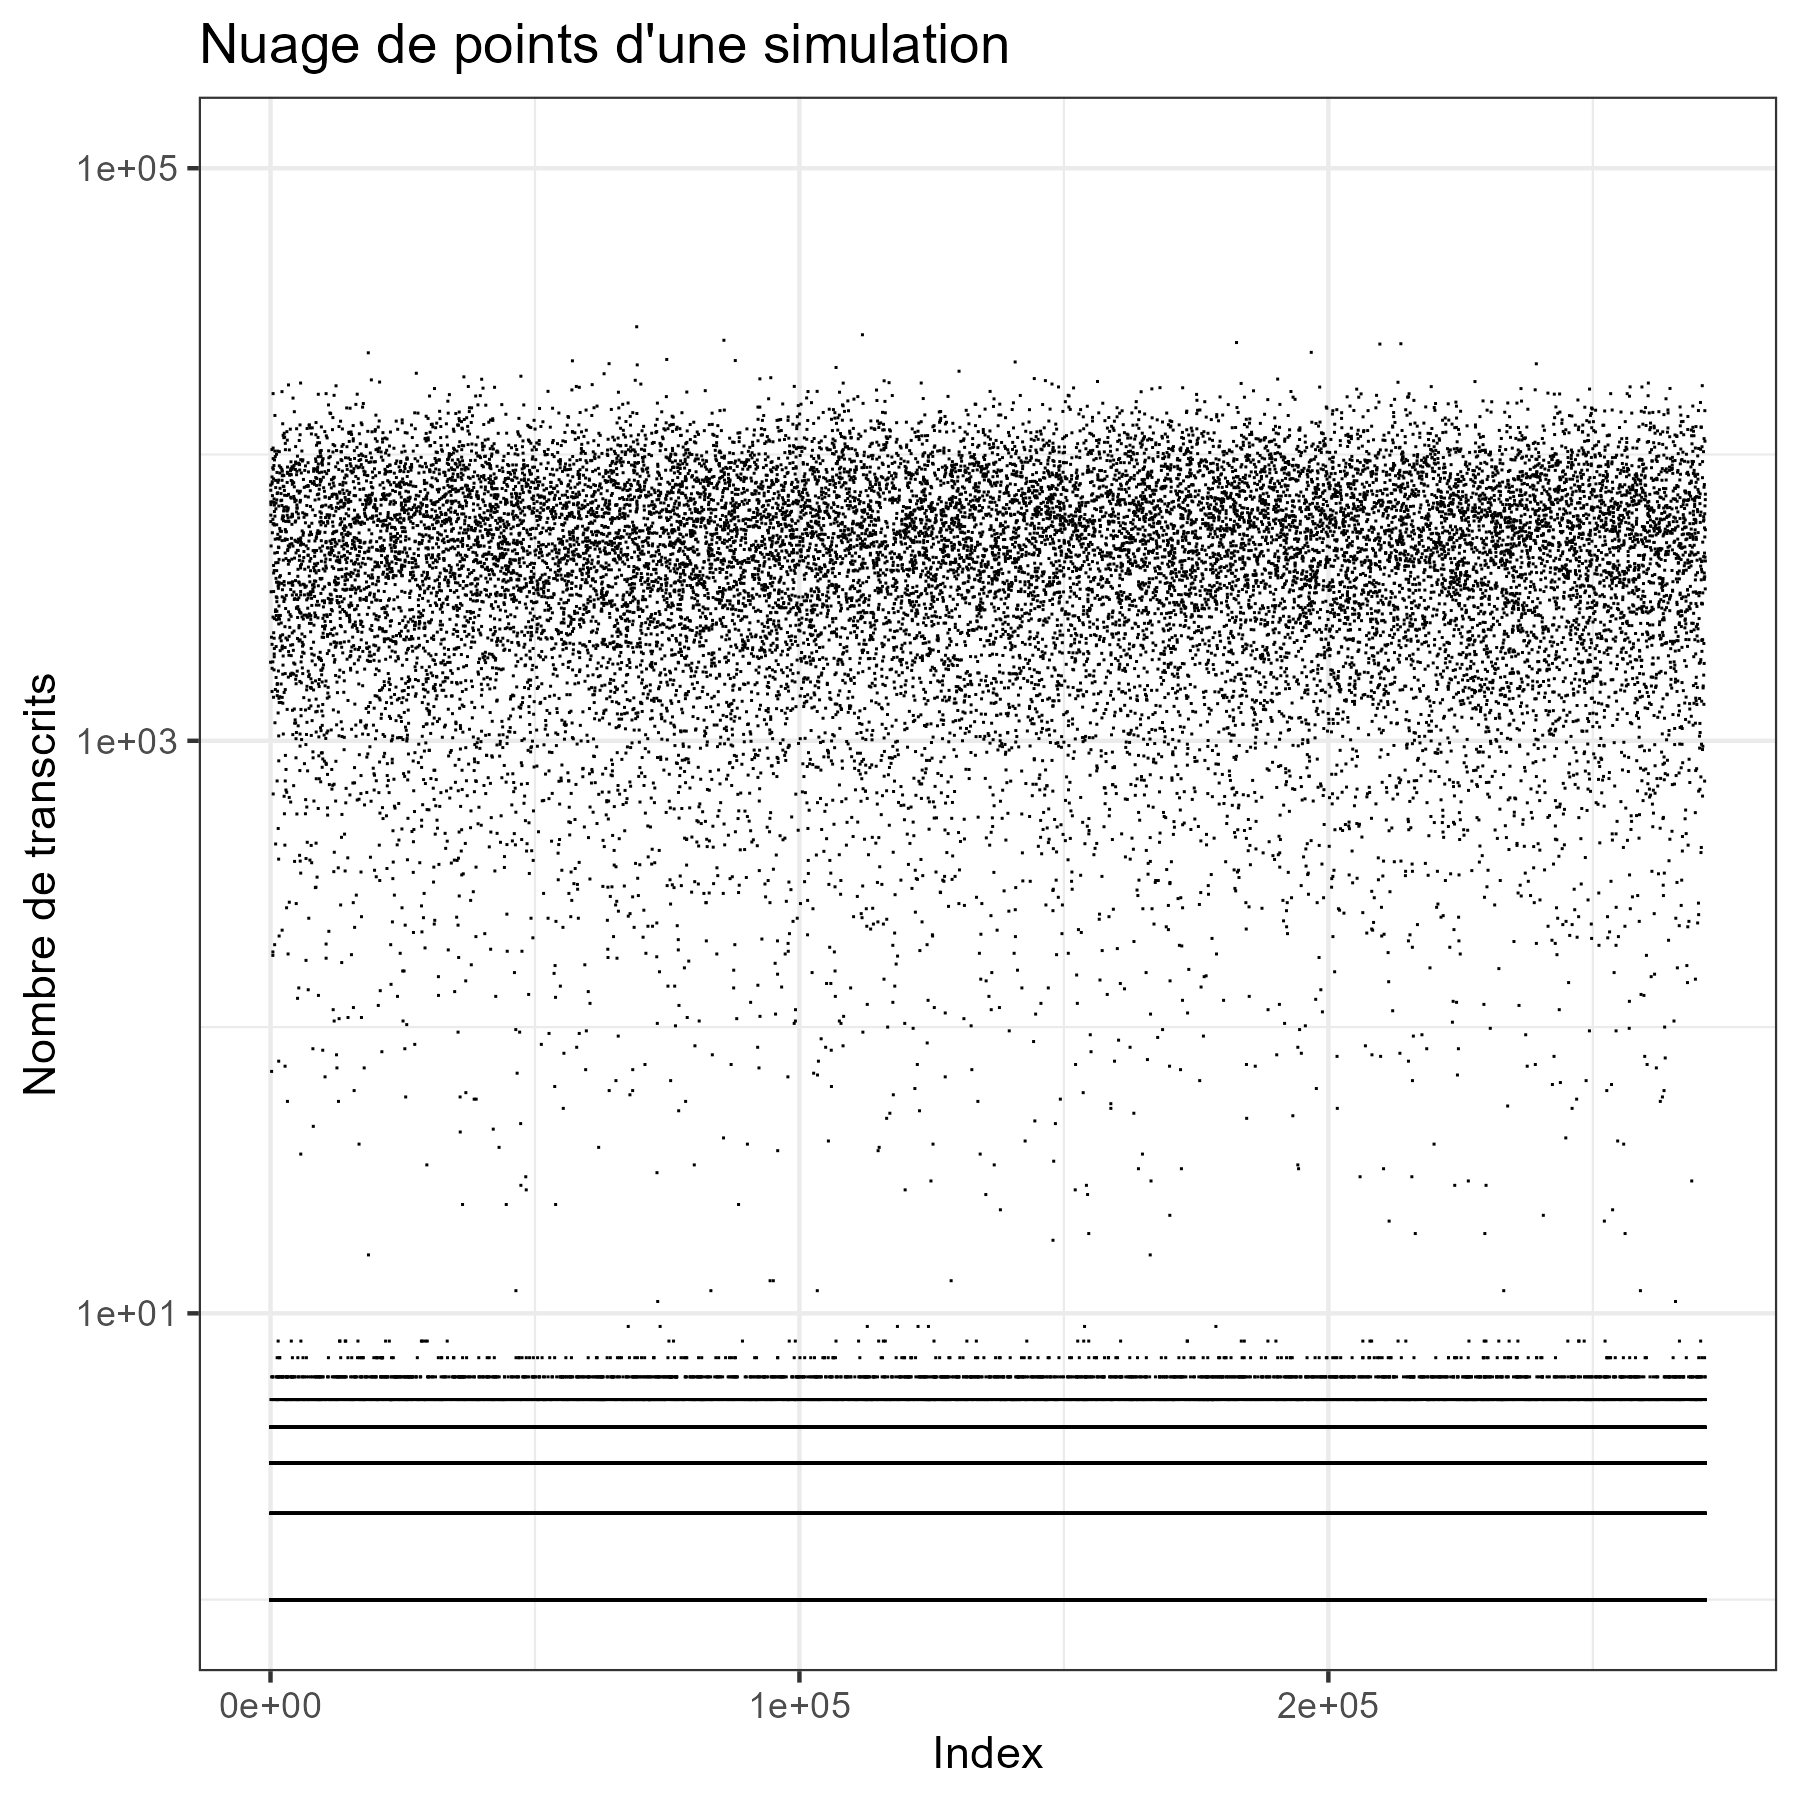 Nuage de points d'une simulation
1e+05
1e+03
1e+01
Nombre de transcrits
0e+00 1e+05 2e+05
Index